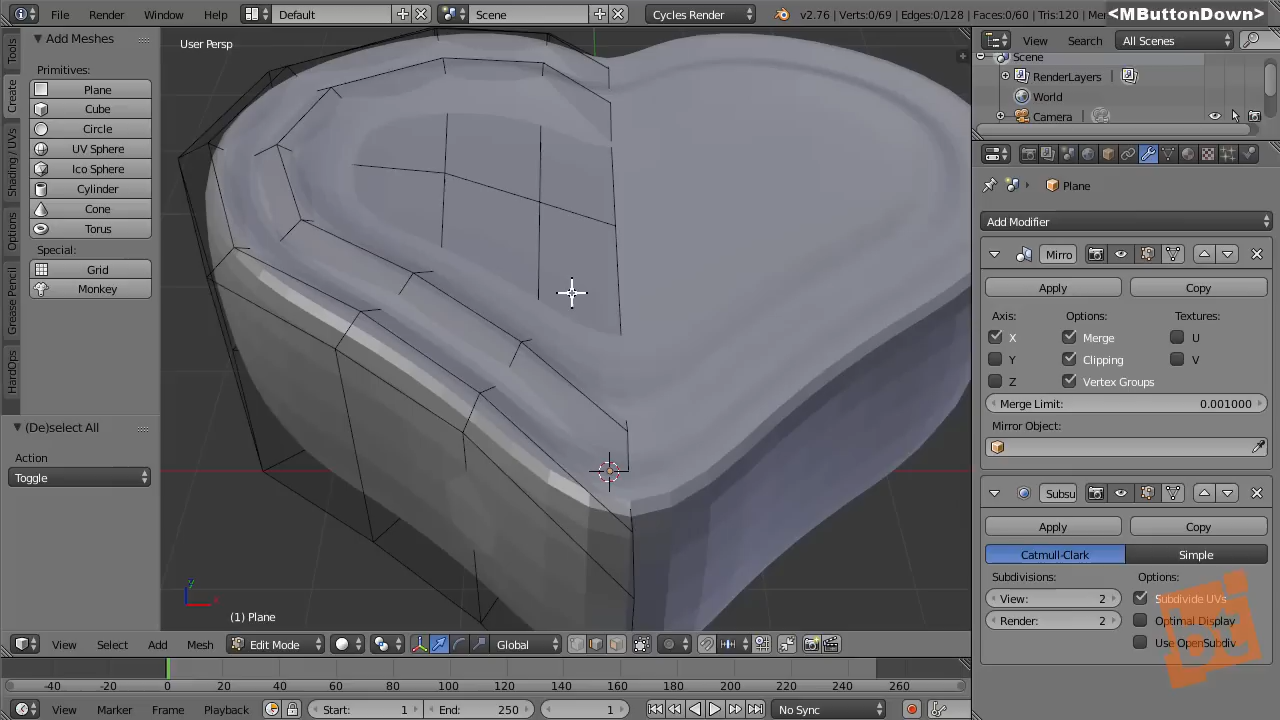 File Render Window Help Default Scene Cycles Render v2.76 | Verts:0/69 | Edges:0/128 | Faces:0/60 | Tris:120 <MButtonDown>
Add Meshes
Primitives:
Plane
Cube
Circle
UV Sphere
Ico Sphere
Cylinder
Cone
Torus
Special:
Grid
Monkey
Tools
Create
Shading / UVs
Options
Grease Pencil
HardOps
(De)select All
Action
Toggle
User Persp
(1) Plane
y
x
View Select Add Mesh Edit Mode Global
-40 -20 0 20 40 60 80 100 120 140 160 180 200 220 240 260
View Marker Frame Playback Start: 1 End: 250 1 No Sync
View Search All Scenes
Scene
RenderLayers
World
Camera
Plane
Add Modifier
Mirro
Apply Copy
Axis: Options: Textures:
X Merge U
Y Clipping V
Z Vertex Groups
Merge Limit: 0.001000
Mirror Object:
Subsu
Apply Copy
Catmull-Clark Simple
Subdivisions: Options:
View: 2 Subdivide UVs
Render: 2 Optimal Display
Use OpenSubdiv